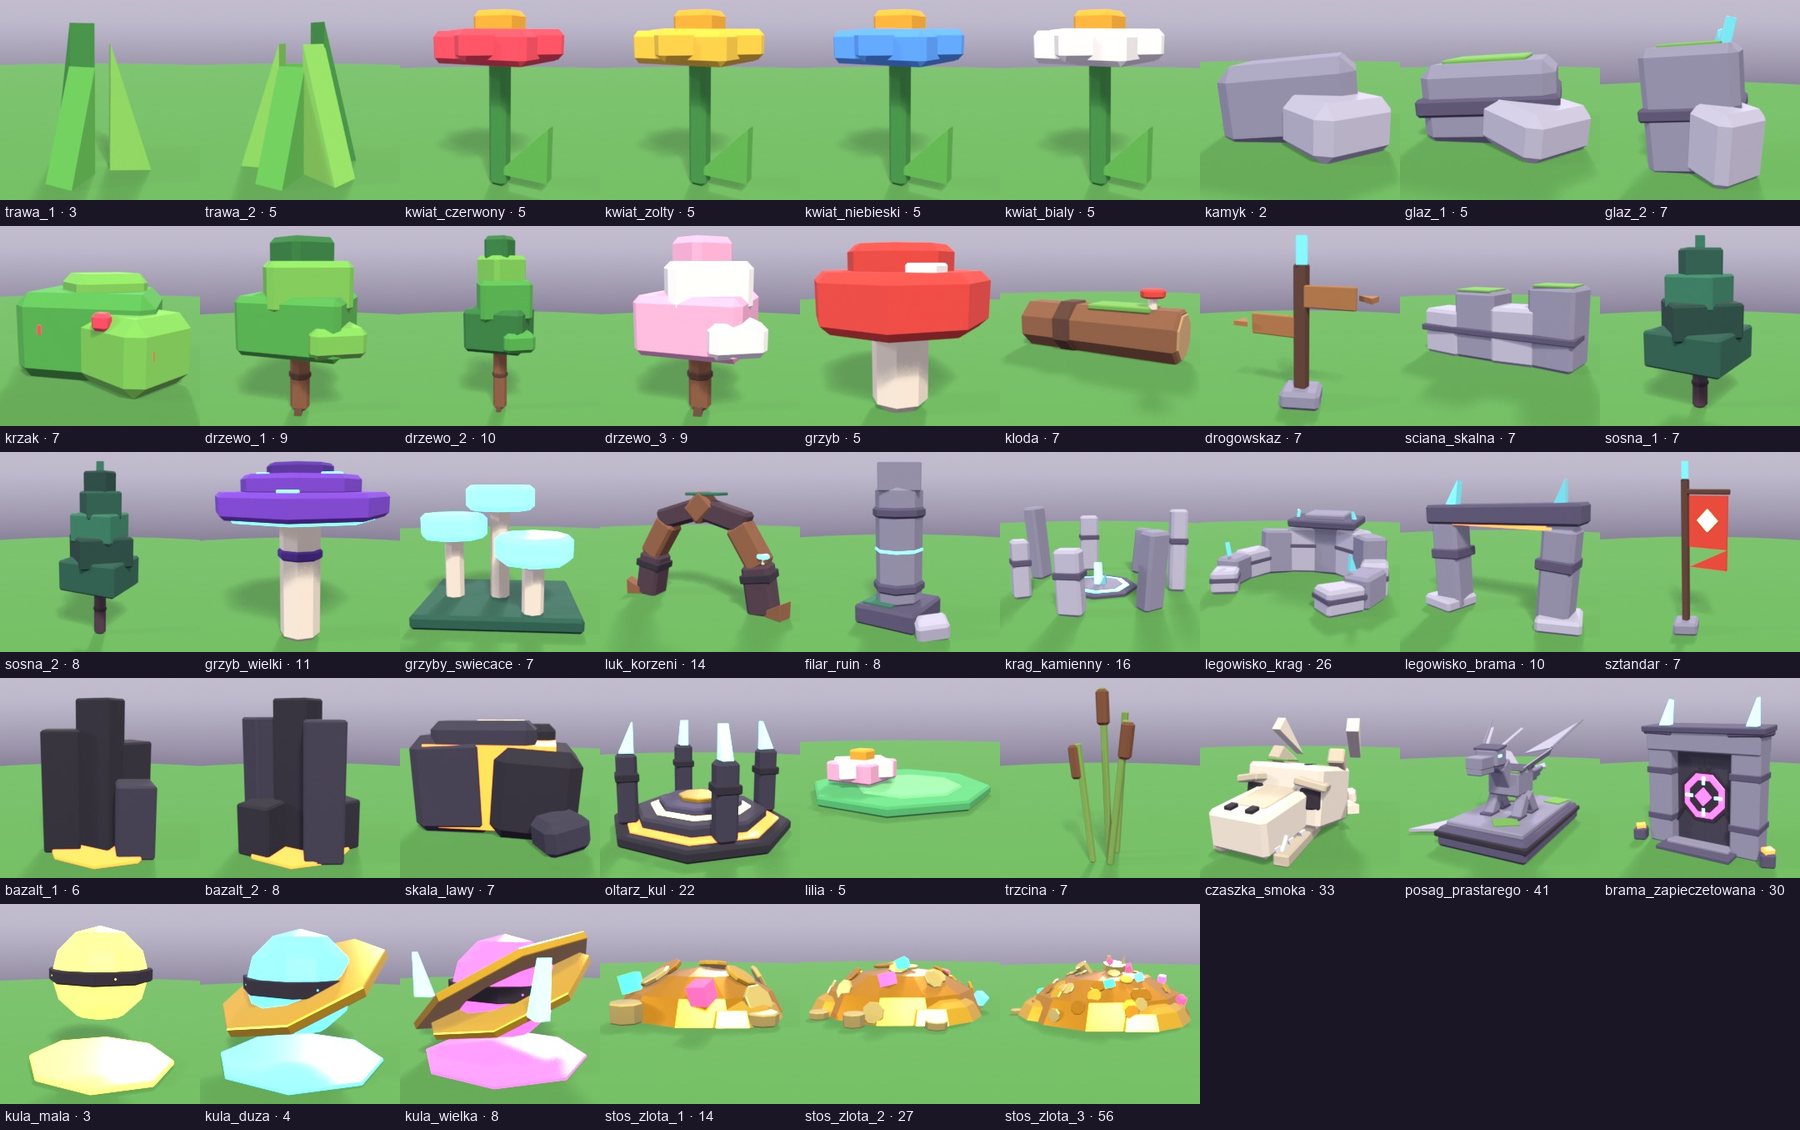 trawa_1 · 3
trawa_2 · 5
kwiat_czerwony · 5
kwiat_zolty · 5
kwiat_niebieski · 5
kwiat_bialy · 5
kamyk · 2
glaz_1 · 5
glaz_2 · 7
krzak · 7
drzewo_1 · 9
drzewo_2 · 10
drzewo_3 · 9
grzyb · 5
kloda · 7
drogowskaz · 7
sciana_skalna · 7
sosna_1 · 7
sosna_2 · 8
grzyb_wielki · 11
grzyby_swiecace · 7
luk_korzeni · 14
filar_ruin · 8
krag_kamienny · 16
legowisko_krag · 26
legowisko_brama · 10
sztandar · 7
bazalt_1 · 6
bazalt_2 · 8
skala_lawy · 7
oltarz_kul · 22
lilia · 5
trzcina · 7
czaszka_smoka · 33
posag_prastarego · 41
brama_zapieczetowana · 30
kula_mala · 3
kula_duza · 4
kula_wielka · 8
stos_zlota_1 · 14
stos_zlota_2 · 27
stos_zlota_3 · 56